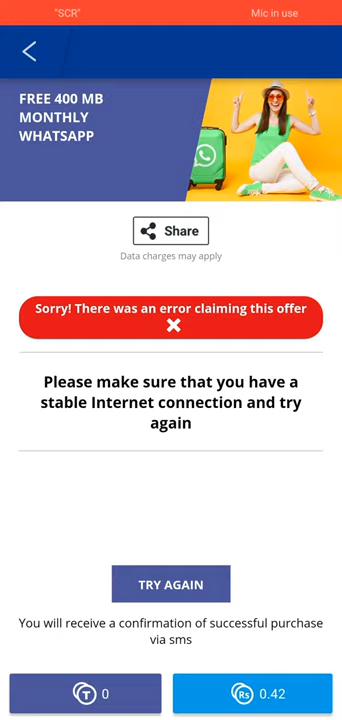 "SCR" Mic in use
FREE 400 MB
MONTHLY
WHATSAPP
Share
Data charges may apply
Sorry! There was an error claiming this offer
Please make sure that you have a
stable Internet connection and try
again
TRY AGAIN
You will receive a confirmation of successful purchase
via sms
T 0 Rs 0.42